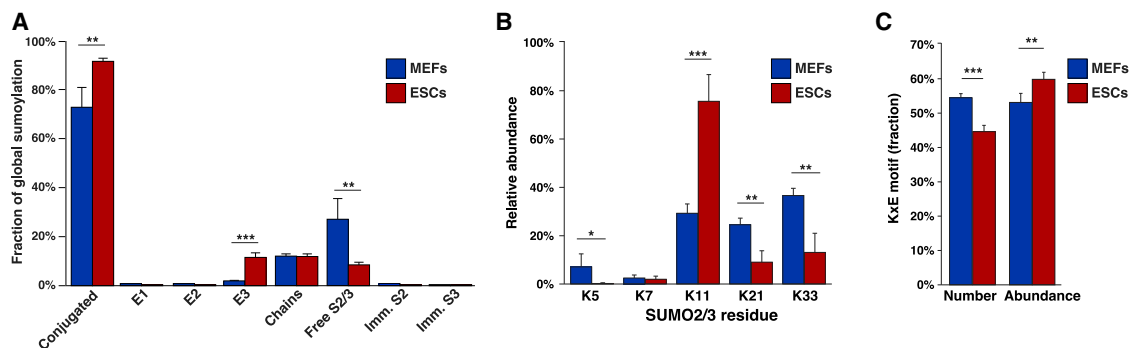 A
Fraction of global sumoylation
100%
80%
60%
40%
20%
0%
**
***
**
MEFs
ESCs
Conjugated
E1
E2
E3
Chains
Free S2/3
Imm. S2
Imm. S3
B
Relative abundance
100%
80%
60%
40%
20%
0%
*
***
**
**
MEFs
ESCs
K5
K7
K11
K21
K33
SUMO2/3 residue
C
KxE motif (fraction)
70%
60%
50%
40%
30%
20%
10%
0%
***
**
MEFs
ESCs
Number
Abundance